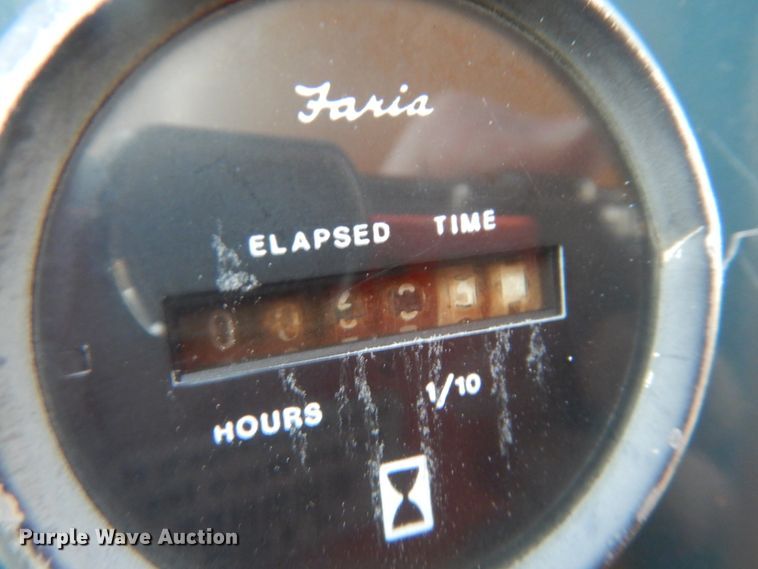 Faria
ELAPSED TIME
HOURS 1/10
Purple Wave Auction